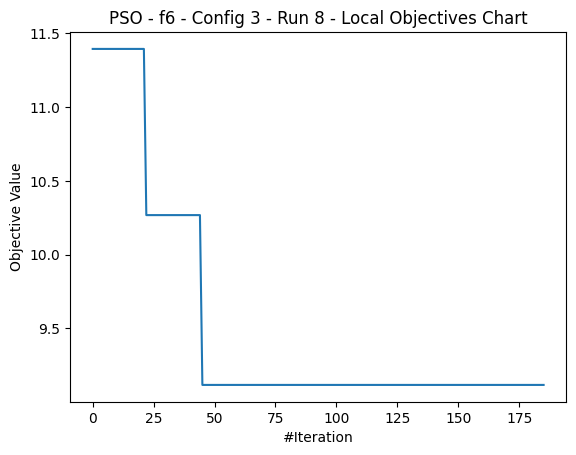 PSO - f6 - Config 3 - Run 8 - Local Objectives Chart
11.5
11.0
10.5
10.0
9.5
Objective Value
0 25 50 75 100 125 150 175
#Iteration